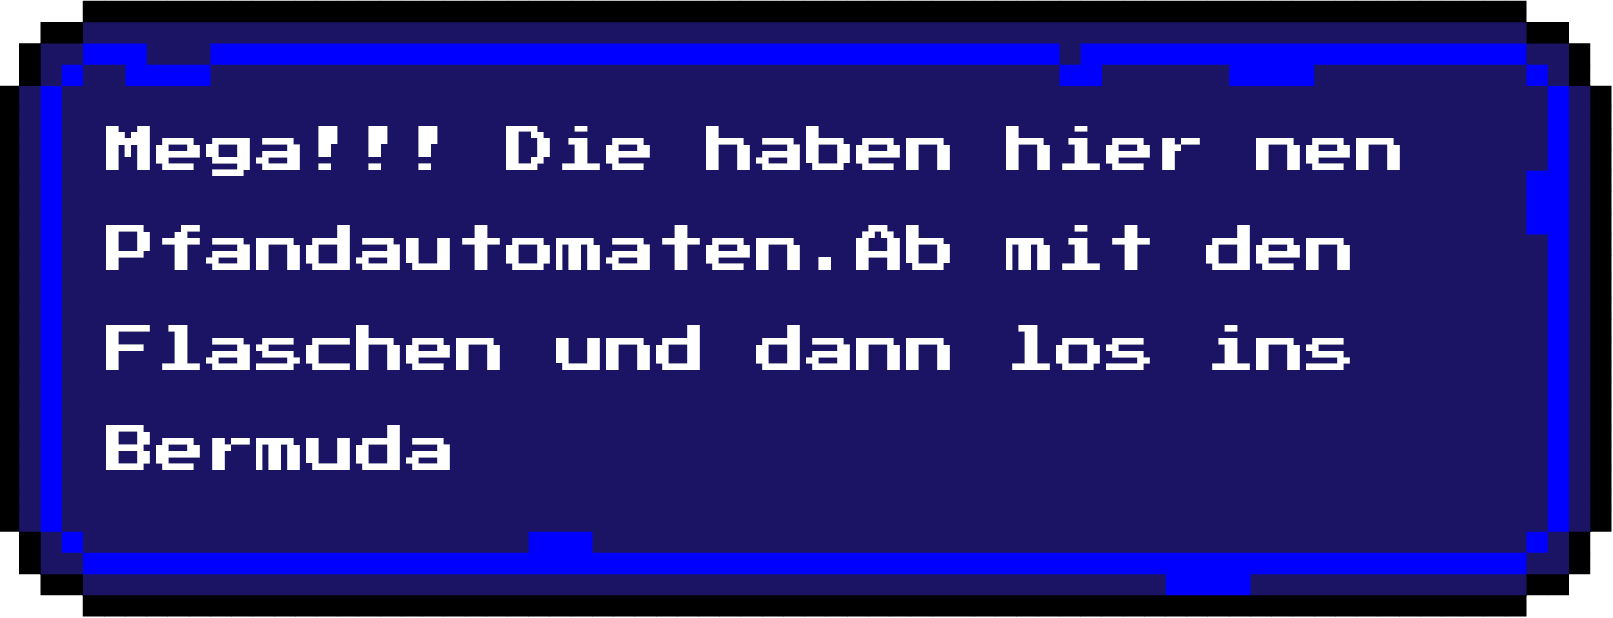 Mega!!! Die haben hier nen
Pfandautomaten.Ab mit den
Flaschen und dann los ins
Bermuda